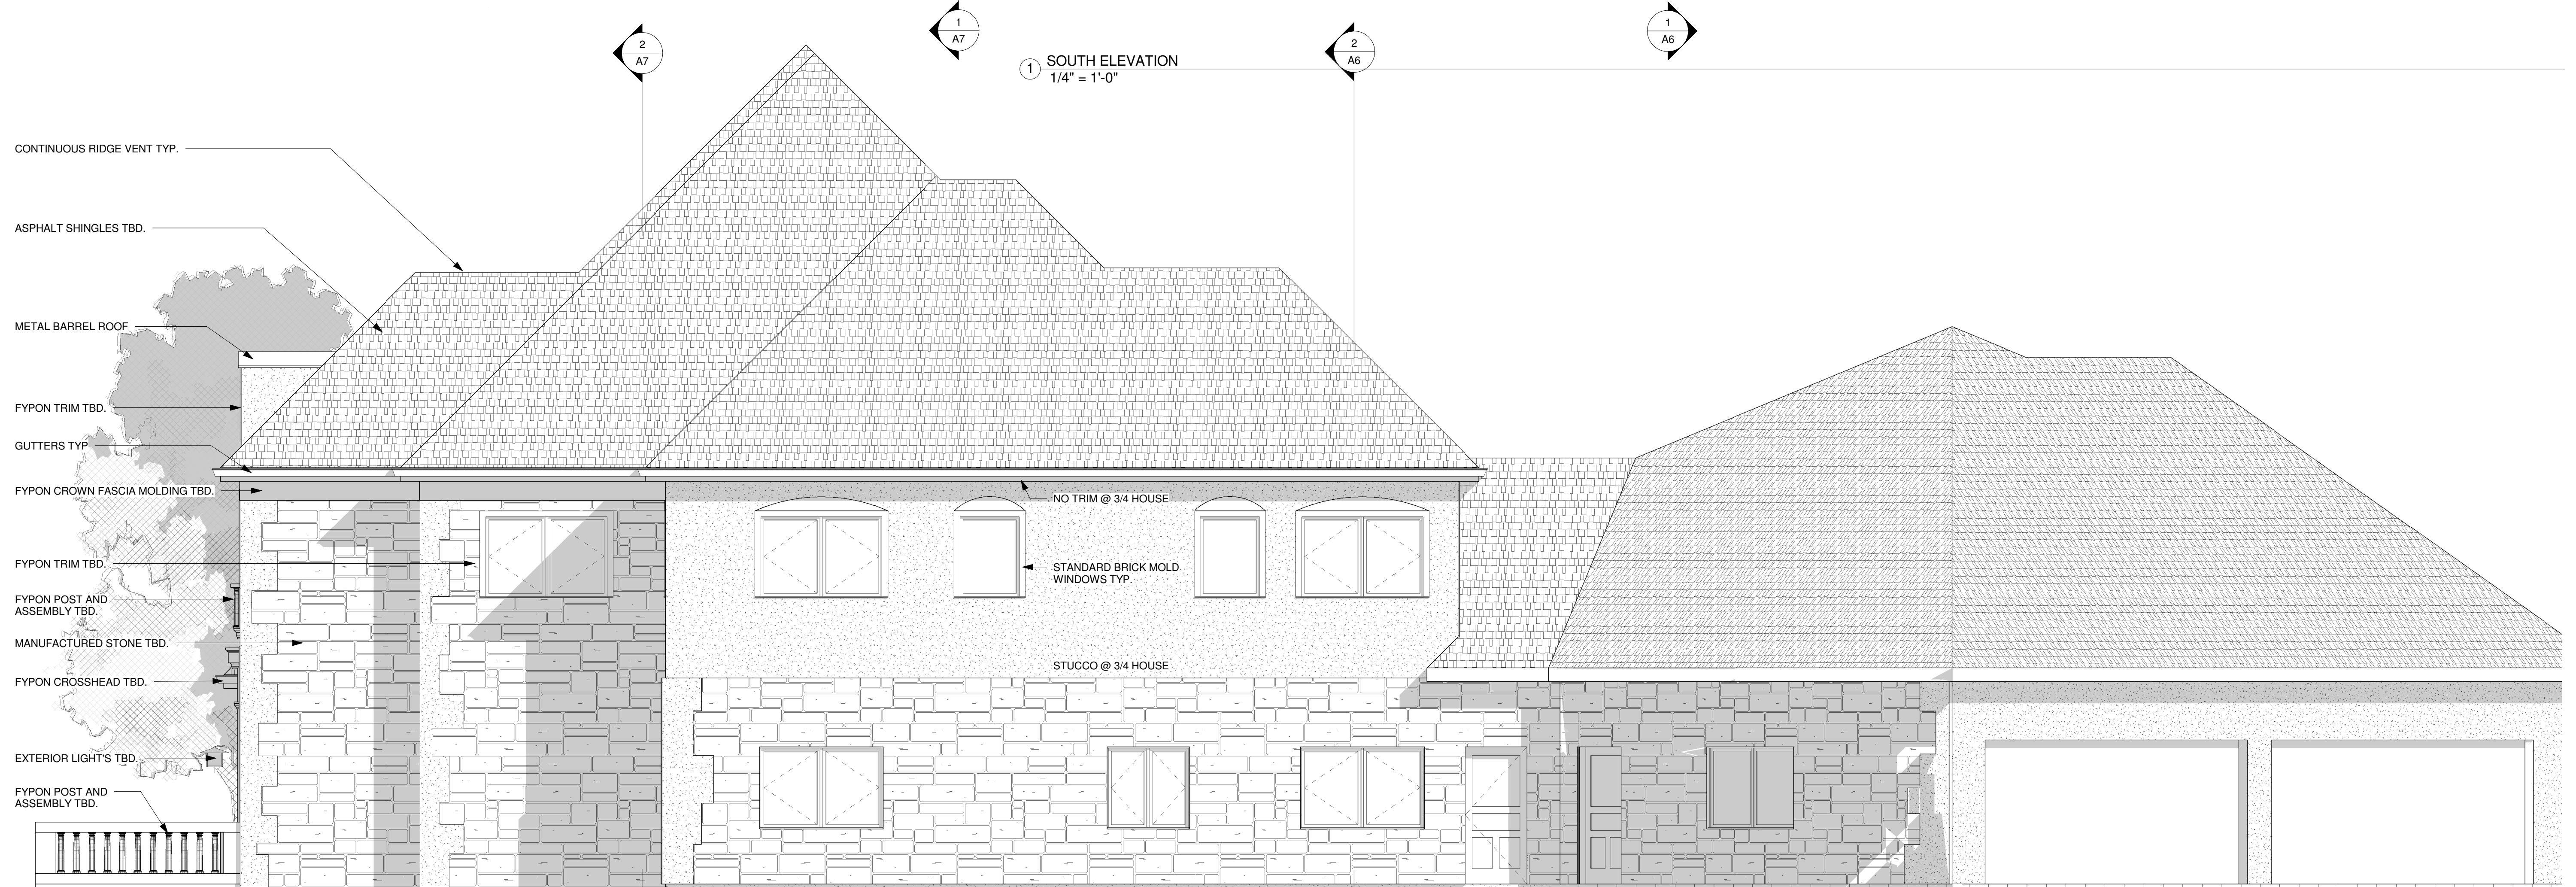 2
A7
1
A7
1
SOUTH ELEVATION
1/4" = 1'-0"
2
A6
1
A6
CONTINUOUS RIDGE VENT TYP.
ASPHALT SHINGLES TBD.
METAL BARREL ROOF
FYPON TRIM TBD.
GUTTERS TYP
FYPON CROWN FASCIA MOLDING TBD.
FYPON TRIM TBD.
FYPON POST AND
ASSEMBLY TBD.
MANUFACTURED STONE TBD.
FYPON CROSSHEAD TBD.
EXTERIOR LIGHT'S TBD.
FYPON POST AND
ASSEMBLY TBD.
NO TRIM @ 3/4 HOUSE
STANDARD BRICK MOLD
WINDOWS TYP.
STUCCO @ 3/4 HOUSE